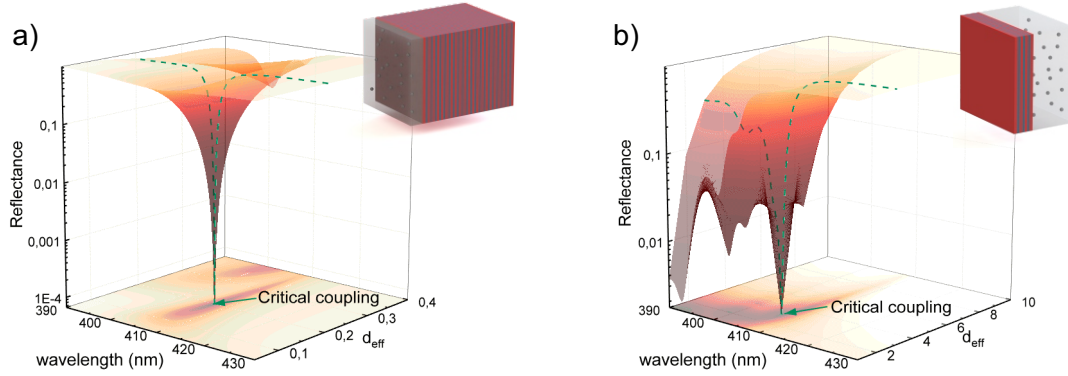 a)
Reflectance
0,1
0,01
0,001
1E-4
390
400
410
420
430
wavelength (nm)
0,1
0,2
0,3
0,4
d_eff
Critical coupling
b)
Reflectance
0,1
0,01
390
400
410
420
430
wavelength (nm)
2
4
6
8
10
d_eff
Critical coupling